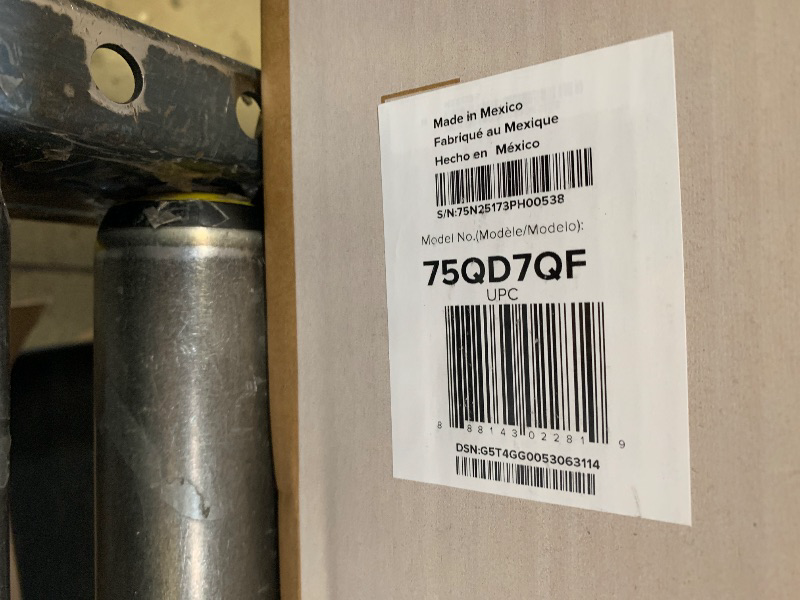 Made in Mexico
Fabriqué au Mexique
Hecho en México
S/N:75N25173PH00538
Model No.(Modèle/Modelo):
75QD7QF
UPC
8 88143 02281 9
DSN:G5T4GG0053063114